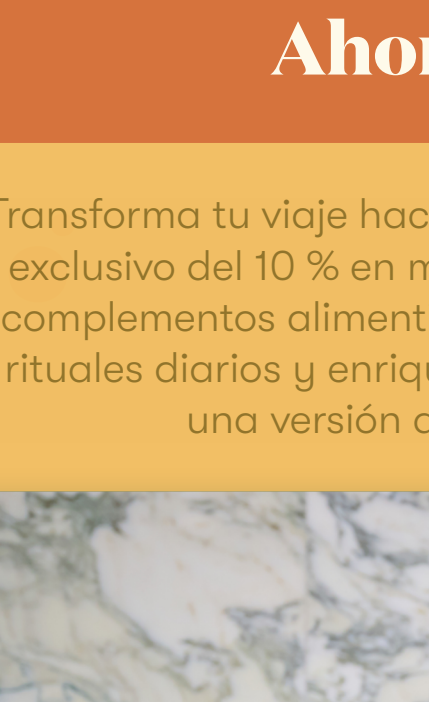 Ahor
Transforma tu viaje hac
exclusivo del 10 % en m
complementos aliment
rituales diarios y enriqu
una versión d